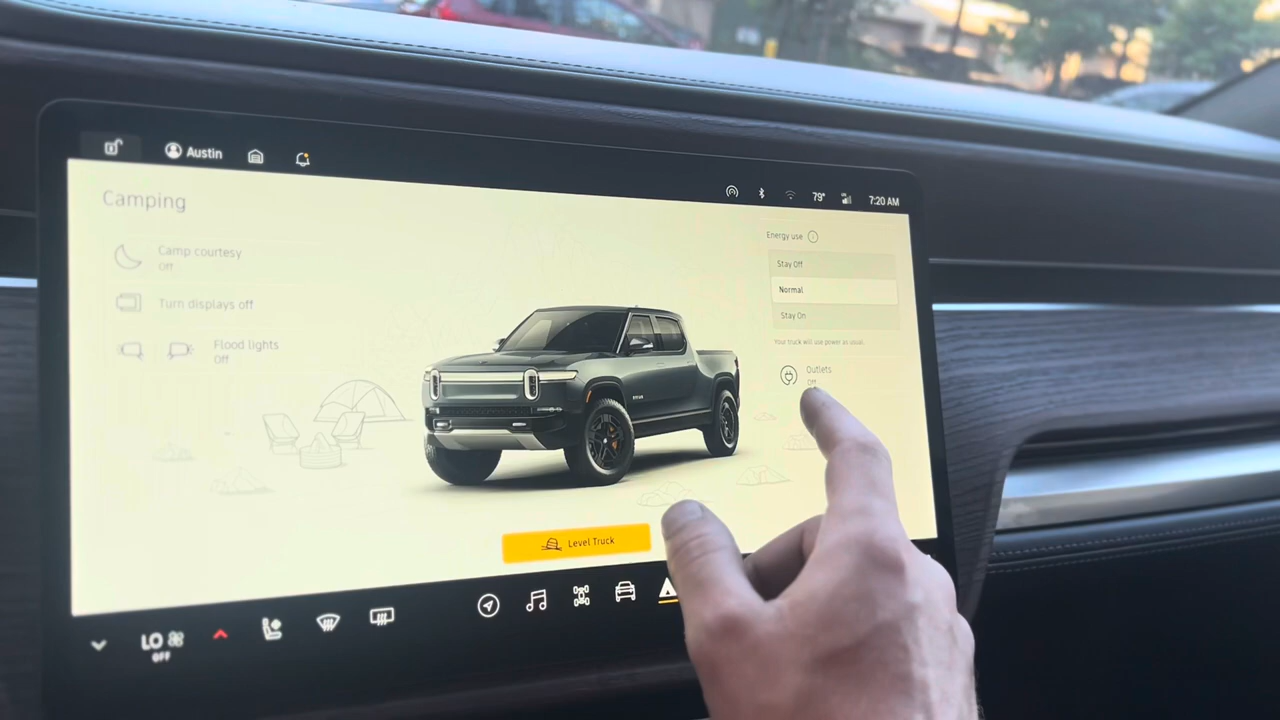 Austin
79°
7:20 AM
Camping
Camp courtesy
Off
Turn displays off
Flood lights
Off
Energy use
Stay Off
Normal
Stay On
Your truck will use power as usual.
Outlets
Off
Level Truck
LO
OFF